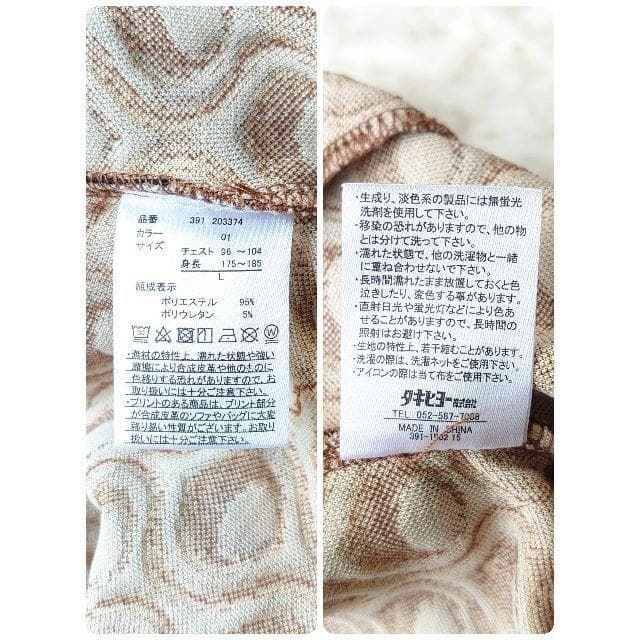 品番 391 203374
カラー 01
サイズ チェスト 96 〜104
身長 175〜185
L
組成表示
ポリエステル 95%
ポリウレタン 5%
・素材の特性上、濡れた状態や強い
摩擦により合成皮革や他のものに
色移りする恐れがありますので、お
取り扱いには十分ご注意下さい。
・プリントのある商品は、プリント部分
が合成皮革のソファやバッグに大変
移り易い性質がございます。お取り
扱いには十分ご注意下さい。
・生成り、淡色系の製品には無蛍光
洗剤を使用して下さい。
・移染の恐れがありますので、他の物
とは分けて洗って下さい。
・濡れた状態で、他の洗濯物と一緒
に重ね合わせないで下さい。
・長時間濡れたまま放置しておくと色
泣きしたり、変色する事があります。
・直射日光や蛍光灯などにより色あ
せることがありますので、長時間の
照射はお避け下さい。
・生地の特性上、若干縮むことがあります。
・洗濯の際は、洗濯ネットをご使用下さい。
・アイロンの際は当て布をご使用下さい。
タキヒヨー株式会社
TEL 052-587-7008
MADE IN CHINA